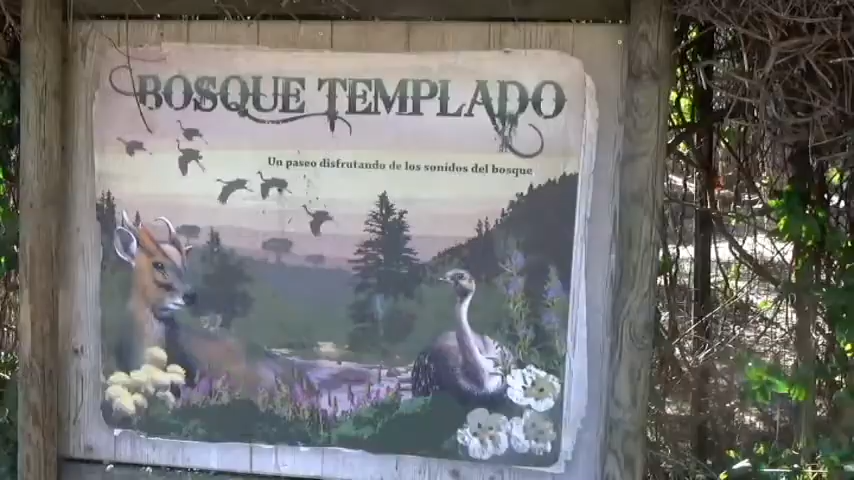 BOSQUE TEMPLADO
Un paseo disfrutando de los sonidos del bosque